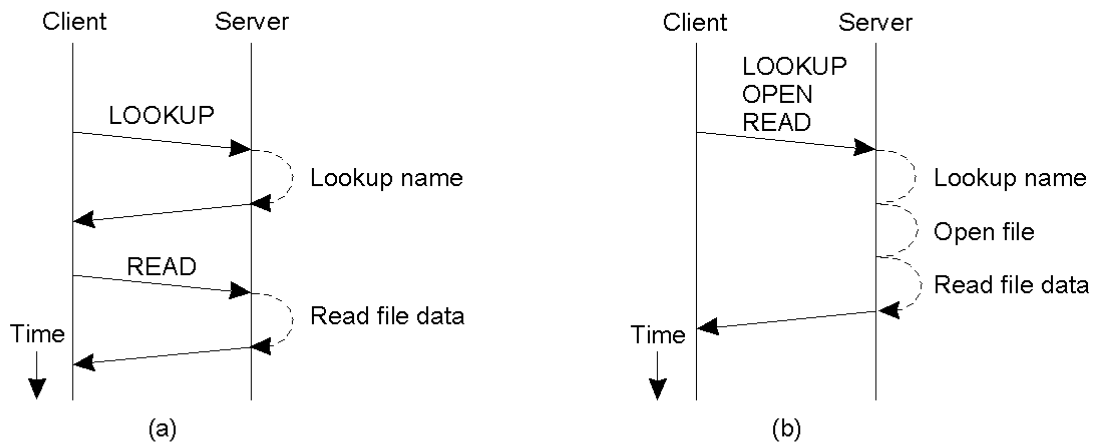 Client
Server
LOOKUP
Lookup name
READ
Read file data
Time
(a)
Client
Server
LOOKUP
OPEN
READ
Lookup name
Open file
Read file data
Time
(b)